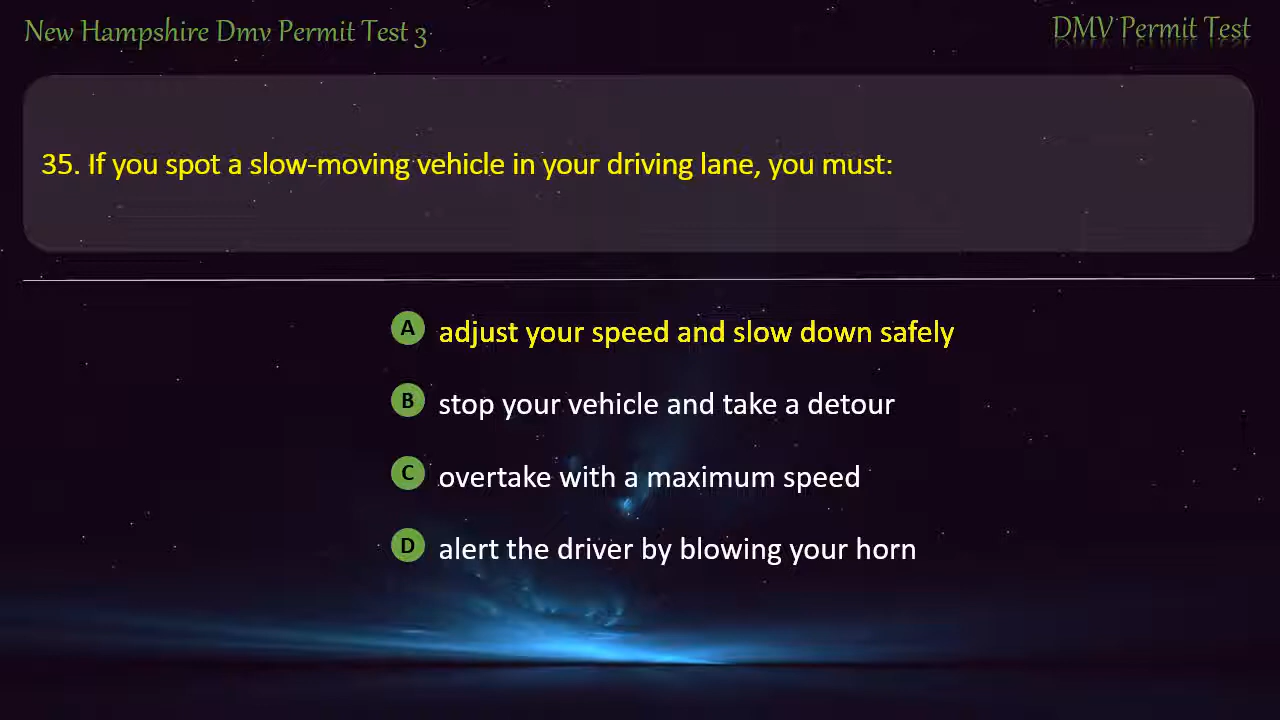 New Hampshire Dmv Permit Test 3
DMV Permit Test
35. If you spot a slow-moving vehicle in your driving lane, you must:
A adjust your speed and slow down safely
B stop your vehicle and take a detour
C overtake with a maximum speed
D alert the driver by blowing your horn